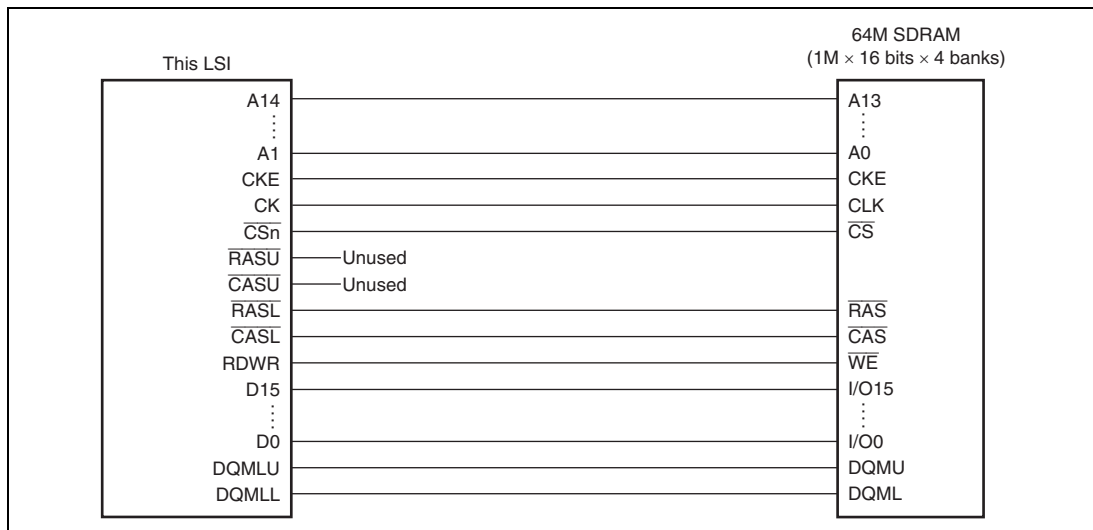 64M SDRAM
(1M × 16 bits × 4 banks)
This LSI
A14 A13
A1 A0
CKE CKE
CK CLK
CSn CS
RASU Unused
CASU Unused
RASL RAS
CASL CAS
RDWR WE
D15 I/O15
D0 I/O0
DQMLU DQMU
DQMLL DQML